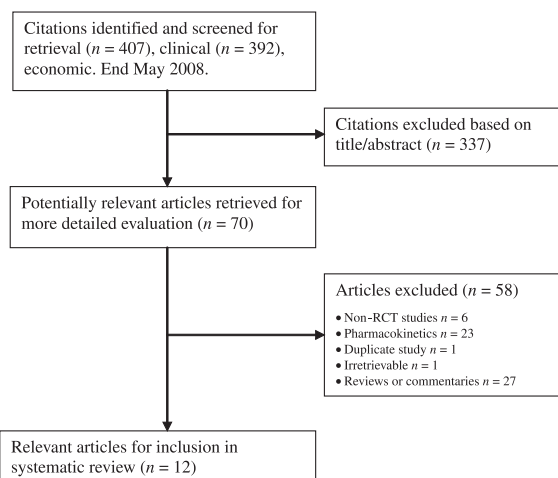 Citations identified and screened for
retrieval (n = 407), clinical (n = 392),
economic. End May 2008.
Citations excluded based on
title/abstract (n = 337)
Potentially relevant articles retrieved for
more detailed evaluation (n = 70)
Articles excluded (n = 58)
• Non-RCT studies n = 6
• Pharmacokinetics n = 23
• Duplicate study n = 1
• Irretrievable n = 1
• Reviews or commentaries n = 27
Relevant articles for inclusion in
systematic review (n = 12)